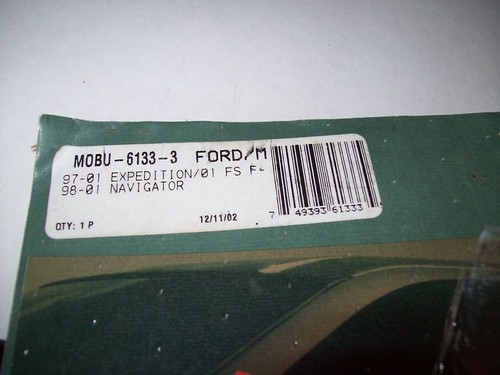 MOBU-6133-3 FORD/M
97-01 EXPEDITION/01 FS
98-01 NAVIGATOR
QTY: 1 P
12/11/02
7 49393 61333